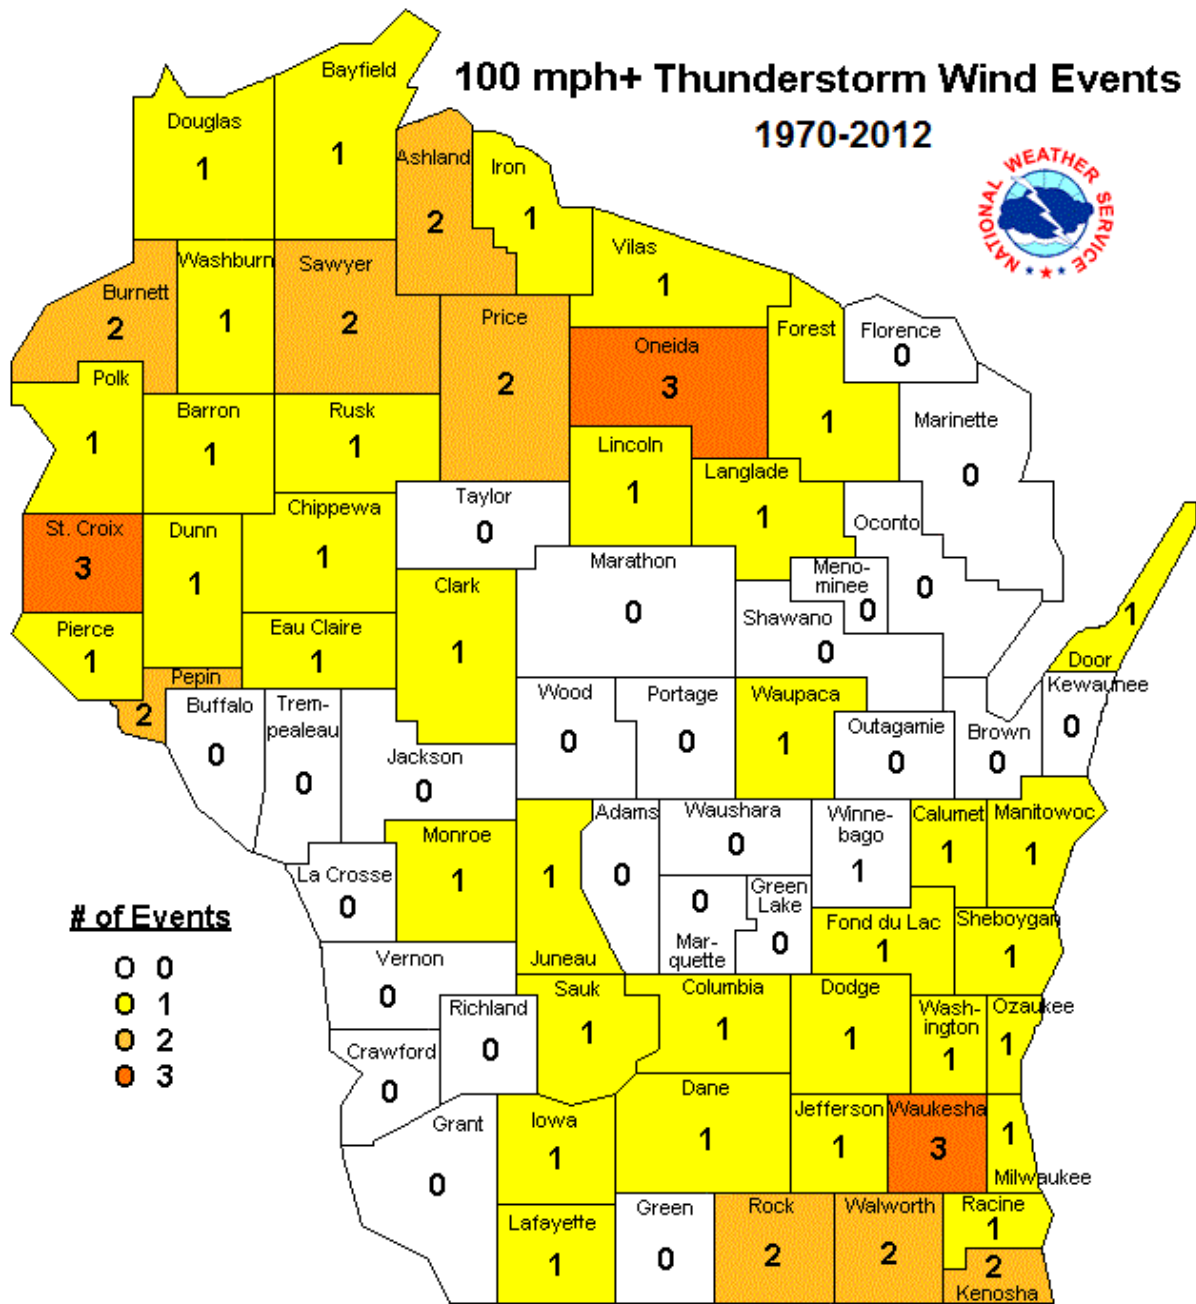 100 mph+ Thunderstorm Wind Events
1970-2012
NATIONAL WEATHER SERVICE
Bayfield
1
Douglas
1
Ashland
2
Iron
1
Vilas
1
Burnett
2
Washburn
1
Sawyer
2
Price
2
Oneida
3
Forest
1
Florence
0
Marinette
0
Polk
1
Barron
1
Rusk
1
Lincoln
1
Langlade
1
Taylor
0
Chippewa
1
Oconto
0
St. Croix
3
Dunn
1
Marathon
0
Meno-
minee
0
Clark
1
Shawano
0
Pierce
1
Eau Claire
1
Door
1
Pepin
2
Buffalo
0
Trem-
pealeau
0
Jackson
0
Wood
0
Portage
0
Waupaca
1
Outagamie
0
Brown
0
Kewaunee
0
Monroe
1
Juneau
1
Adams
0
Waushara
0
Winne-
bago
1
Calumet
1
Manitowoc
1
La Crosse
0
Mar-
quette
0
Green
Lake
0
Fond du Lac
1
Sheboygan
1
# of Events
0
1
2
3
Vernon
0
Richland
0
Sauk
1
Columbia
1
Dodge
1
Wash-
ington
1
Ozaukee
1
Crawford
0
Grant
0
Iowa
1
Dane
1
Jefferson
1
Waukesha
3
Milwaukee
1
Lafayette
1
Green
0
Rock
2
Walworth
2
Racine
1
Kenosha
2